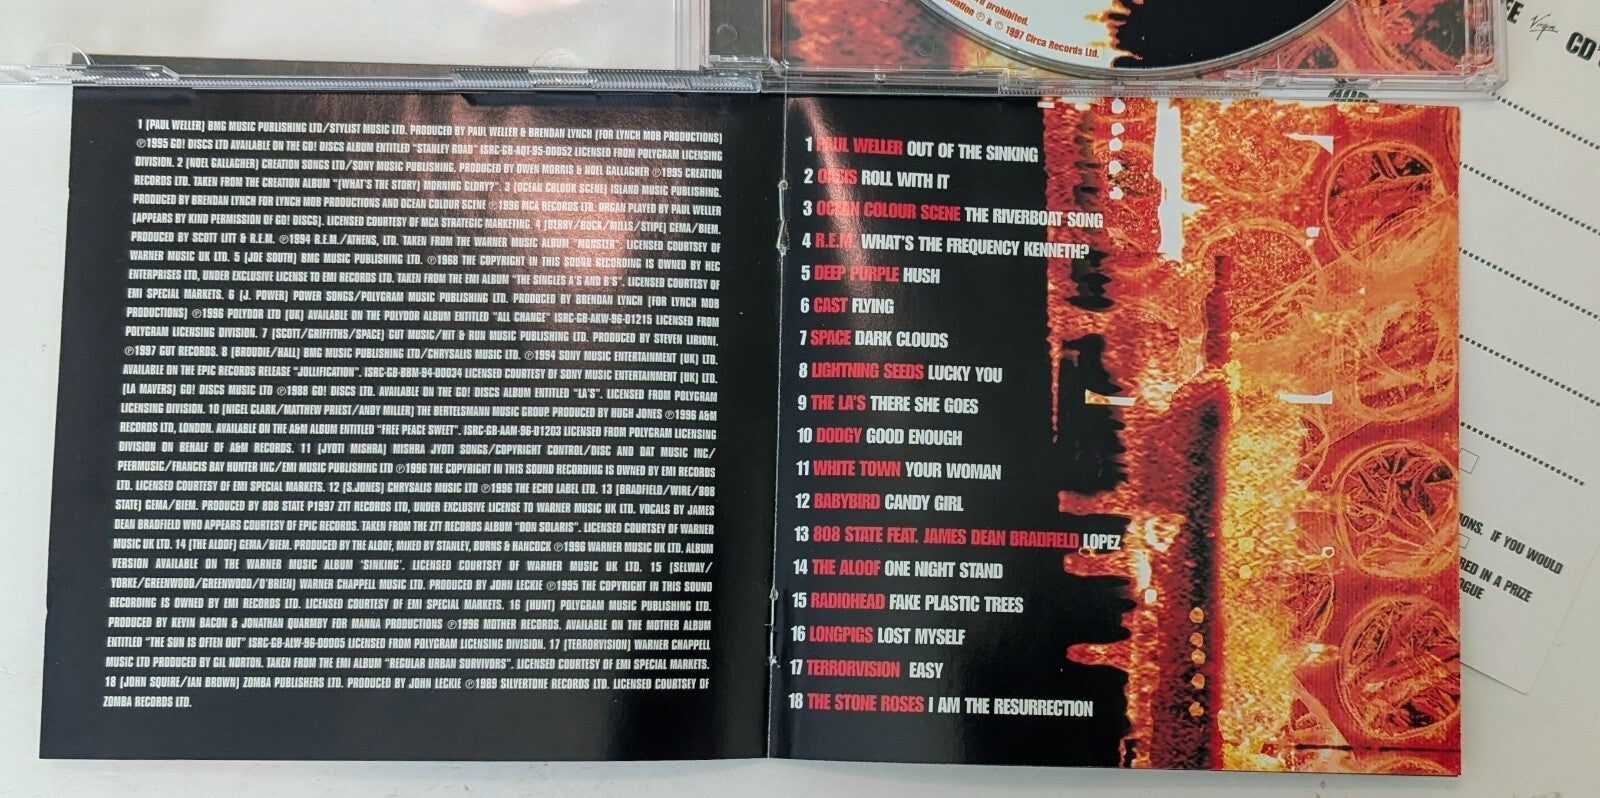 rd prohibited.
℗ & © 1997 Circa Records Ltd.
FE
Virgin
CD'
1 [PAUL WELLER] BMG MUSIC PUBLISHING LTD/STYLIST MUSIC LTD. PRODUCED BY PAUL WELLER & BRENDAN LYNCH [FOR LYNCH MOB PRODUCTIONS]
℗1995 GO! DISCS LTD AVAILABLE ON THE GO! DISCS ALBUM ENTITLED "STANLEY ROAD" ISRC-GB-AQT-95-00052 LICENSED FROM POLYGRAM LICENSING
DIVISION. 2 [NOEL GALLAGHER] CREATION SONGS LTD/SONY MUSIC PUBLISHING. PRODUCED BY OWEN MORRIS & NOEL GALLAGHER ℗1995 CREATION
RECORDS LTD. TAKEN FROM THE CREATION ALBUM "[WHAT'S THE STORY] MORNING GLORY?". 3 [OCEAN COLOUR SCENE] ISLAND MUSIC PUBLISHING.
PRODUCED BY BRENDAN LYNCH FOR LYNCH MOB PRODUCTIONS AND OCEAN COLOUR SCENE ℗1996 MCA RECORDS LTD. ORGAN PLAYED BY PAUL WELLER
[APPEARS BY KIND PERMISSION OF GO! DISCS]. LICENSED COURTESY OF MCA STRATEGIC MARKETING. 4 [BERRY/BUCK/MILLS/STIPE] GEMA/BIEM.
PRODUCED BY SCOTT LITT & R.E.M. ℗1994 R.E.M./ATHENS, LTD. TAKEN FROM THE WARNER MUSIC ALBUM "MONSTER". LICENSED COURTESY OF
WARNER MUSIC UK LTD. 5 [JOE SOUTH] BMG MUSIC PUBLISHING LTD. ℗1968 THE COPYRIGHT IN THIS SOUND RECORDING IS OWNED BY HEC
ENTERPRISES LTD, UNDER EXCLUSIVE LICENSE TO EMI RECORDS LTD. TAKEN FROM THE EMI ALBUM "THE SINGLES A'S AND B'S". LICENSED COURTESY OF
EMI SPECIAL MARKETS. 6 [J. POWER] POWER SONGS/POLYGRAM MUSIC PUBLISHING LTD. PRODUCED BY BRENDAN LYNCH [FOR LYNCH MOB
PRODUCTIONS] ℗1996 POLYDOR LTD [UK] AVAILABLE ON THE POLYDOR ALBUM ENTITLED "ALL CHANGE" ISRC-GB-AKW-96-01215 LICENSED FROM
POLYGRAM LICENSING DIVISION. 7 [SCOTT/GRIFFITHS/SPACE] GUT MUSIC/HIT & RUN MUSIC PUBLISHING LTD. PRODUCED BY STEVEN LIRIONI.
℗1997 GUT RECORDS. 8 [BROUDIE/HALL] BMG MUSIC PUBLISHING LTD/CHRYSALIS MUSIC LTD. ℗1994 SONY MUSIC ENTERTAINMENT [UK] LTD.
AVAILABLE ON THE EPIC RECORDS RELEASE "JOLLIFICATION". ISRC-GB-BBM-94-00034 LICENSED COURTESY OF SONY MUSIC ENTERTAINMENT [UK] LTD.
[LA MAVERS] GO! DISCS MUSIC LTD ℗1988 GO! DISCS LTD. AVAILABLE ON THE GO! DISCS ALBUM ENTITLED "LA'S". LICENSED FROM POLYGRAM
LICENSING DIVISION. 10 [NIGEL CLARK/MATTHEW PRIEST/ANDY MILLER] THE BERTELSMANN MUSIC GROUP PRODUCED BY HUGH JONES ℗1996 A&M
RECORDS LTD, LONDON. AVAILABLE ON THE A&M ALBUM ENTITLED "FREE PEACE SWEET". ISRC-GB-AAM-96-01203 LICENSED FROM POLYGRAM LICENSING
DIVISION ON BEHALF OF A&M RECORDS. 11 [JYOTI MISHRA] MISHRA JYOTI SONGS/COPYRIGHT CONTROL/DISC AND DAT MUSIC INC/
PEERMUSIC/FRANCIS BAY HUNTER INC/EMI MUSIC PUBLISHING LTD ℗1996 THE COPYRIGHT IN THIS SOUND RECORDING IS OWNED BY EMI RECORDS
LTD. LICENSED COURTESY OF EMI SPECIAL MARKETS. 12 [S.JONES] CHRYSALIS MUSIC LTD ℗1996 THE ECHO LABEL LTD. 13 [BRADFIELD/WIRE/808
STATE] GEMA/BIEM. PRODUCED BY 808 STATE P1997 ZTT RECORDS LTD, UNDER EXCLUSIVE LICENSE TO WARNER MUSIC UK LTD. VOCALS BY JAMES
DEAN BRADFIELD WHO APPEARS COURTESY OF EPIC RECORDS. TAKEN FROM THE ZTT RECORDS ALBUM "DON SOLARIS". LICENSED COURTSEY OF WARNER
MUSIC UK LTD. 14 [THE ALOOF] GEMA/BIEM. PRODUCED BY THE ALOOF, MIXED BY STANLEY, BURNS & HANCOCK ℗1996 WARNER MUSIC UK LTD. ALBUM
VERSION AVAILABLE ON THE WARNER MUSIC ALBUM 'SINKING'. LICENSED COURTSEY OF WARNER MUSIC UK LTD. 15 [SELWAY/
YORKE/GREENWOOD/GREENWOOD/O'BRIEN] WARNER CHAPPELL MUSIC LTD. PRODUCED BY JOHN LECKIE ℗1995 THE COPYRIGHT IN THIS SOUND
RECORDING IS OWNED BY EMI RECORDS LTD. LICENSED COURTESY OF EMI SPECIAL MARKETS. 16 [HUNT] POLYGRAM MUSIC PUBLISHING LTD.
PRODUCED BY KEVIN BACON & JONATHAN QUARMBY FOR MANNA PRODUCTIONS ℗1996 MOTHER RECORDS. AVAILABLE ON THE MOTHER ALBUM
ENTITLED "THE SUN IS OFTEN OUT" ISRC-GB-ALW-96-00005 LICENSED FROM POLYGRAM LICENSING DIVISION. 17 [TERRORVISION] WARNER CHAPPELL
MUSIC LTD PRODUCED BY GIL NORTON. TAKEN FROM THE EMI ALBUM "REGULAR URBAN SURVIVORS". LICENSED COURTESY OF EMI SPECIAL MARKETS.
18 [JOHN SQUIRE/IAN BROWN] ZOMBA PUBLISHERS LTD. PRODUCED BY JOHN LECKIE ℗1989 SILVERTONE RECORDS LTD. LICENSED COURTSEY OF
ZOMBA RECORDS LTD.
1 PAUL WELLER OUT OF THE SINKING
2 OASIS ROLL WITH IT
3 OCEAN COLOUR SCENE THE RIVERBOAT SONG
4 R.E.M. WHAT'S THE FREQUENCY KENNETH?
5 DEEP PURPLE HUSH
6 CAST FLYING
7 SPACE DARK CLOUDS
8 LIGHTNING SEEDS LUCKY YOU
9 THE LA'S THERE SHE GOES
10 DODGY GOOD ENOUGH
11 WHITE TOWN YOUR WOMAN
12 BABYBIRD CANDY GIRL
13 808 STATE FEAT. JAMES DEAN BRADFIELD LOPEZ
14 THE ALOOF ONE NIGHT STAND
15 RADIOHEAD FAKE PLASTIC TREES
16 LONGPIGS LOST MYSELF
17 TERRORVISION EASY
18 THE STONE ROSES I AM THE RESURRECTION
IONS. IF YOU WOULD
RED IN A PRIZE
OGUE